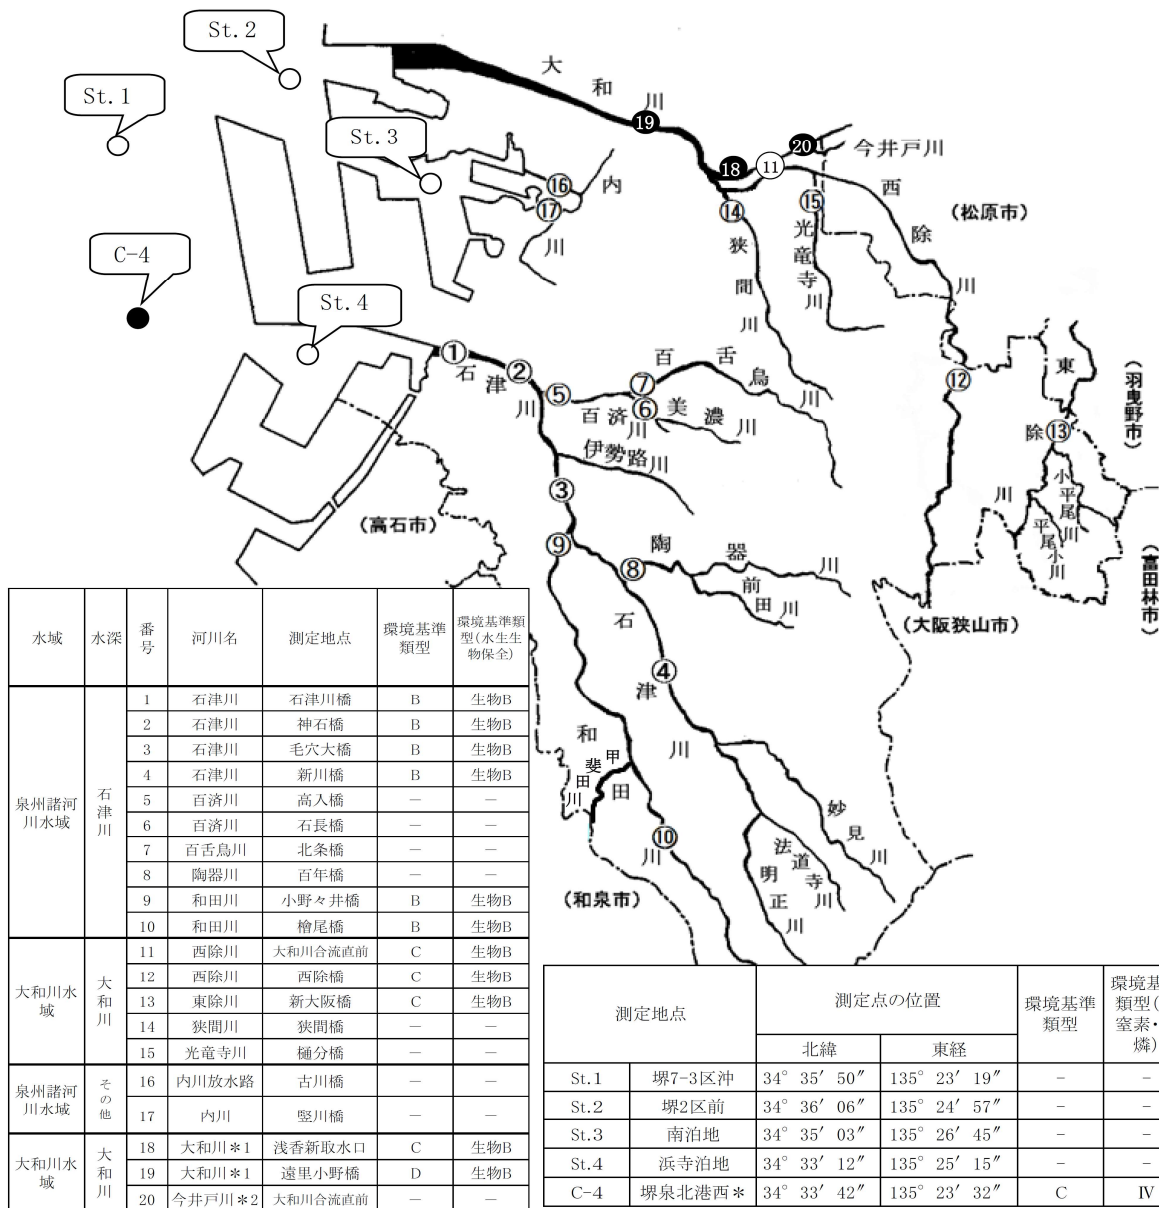 St.2
St.1
St.3
C-4
St.4
大和川
19
18
11
20
今井戸川
西除川
(松原市)
16
17
内川
14
狭間川
15
光竜寺川
12
東除川
13
(羽曳野市)
小平尾川
平尾小川
(富田林市)
(大阪狭山市)
1
石津川
2
5
7
百舌鳥川
6
百済川
美濃川
伊勢路川
3
(高石市)
9
8
陶器川
前田川
石津川
4
和田川
甲斐田川
10
妙見川
法道寺川
明正川
(和泉市)
水域 水深 番号 河川名 測定地点 環境基準類型 環境基準類型(水生生物保全)
泉州諸河川水域 石津川
1 石津川 石津川橋 B 生物B
2 石津川 神石橋 B 生物B
3 石津川 毛穴大橋 B 生物B
4 石津川 新川橋 B 生物B
5 百済川 高入橋 － －
6 百済川 石長橋 － －
7 百舌鳥川 北条橋 － －
8 陶器川 百年橋 － －
9 和田川 小野々井橋 B 生物B
10 和田川 檜尾橋 B 生物B
大和川水域 大和川
11 西除川 大和川合流直前 C 生物B
12 西除川 西除橋 C 生物B
13 東除川 新大阪橋 C 生物B
14 狭間川 狭間橋 － －
15 光竜寺川 樋分橋 － －
泉州諸河川水域 その他
16 内川放水路 古川橋 － －
17 内川 竪川橋 － －
大和川水域 大和川
18 大和川＊1 浅香新取水口 C 生物B
19 大和川＊1 遠里小野橋 D 生物B
20 今井戸川＊2 大和川合流直前 － －
測定地点 測定点の位置 環境基準類型 環境基
類型(
窒素・
燐)
北緯 東経
St.1 堺7-3区沖 34° 35′ 50″ 135° 23′ 19″ － －
St.2 堺2区前 34° 36′ 06″ 135° 24′ 57″ － －
St.3 南泊地 34° 35′ 03″ 135° 26′ 45″ － －
St.4 浜寺泊地 34° 33′ 12″ 135° 25′ 15″ － －
C-4 堺泉北港西＊ 34° 33′ 42″ 135° 23′ 32″ C Ⅳ